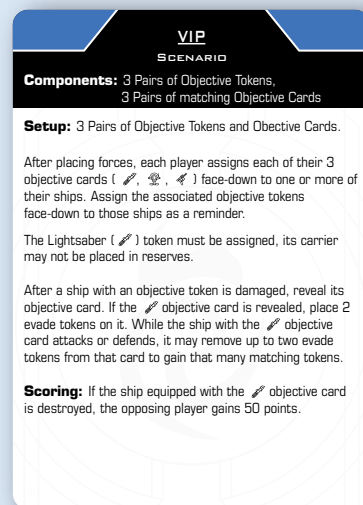 VIP
Scenario
Components: 3 Pairs of Objective Tokens,
3 Pairs of matching Objective Cards
Setup: 3 Pairs of Objective Tokens and Obective Cards.
After placing forces, each player assigns each of their 3
objective cards ( , , ) face-down to one or more of
their ships. Assign the associated objective tokens
face-down to those ships as a reminder.
The Lightsaber ( ) token must be assigned, its carrier
may not be placed in reserves.
After a ship with an objective token is damaged, reveal its
objective card. If the objective card is revealed, place 2
evade tokens on it. While the ship with the objective
card attacks or defends, it may remove up to two evade
tokens from that card to gain that many matching tokens.
Scoring: If the ship equipped with the objective card
is destroyed, the opposing player gains 50 points.